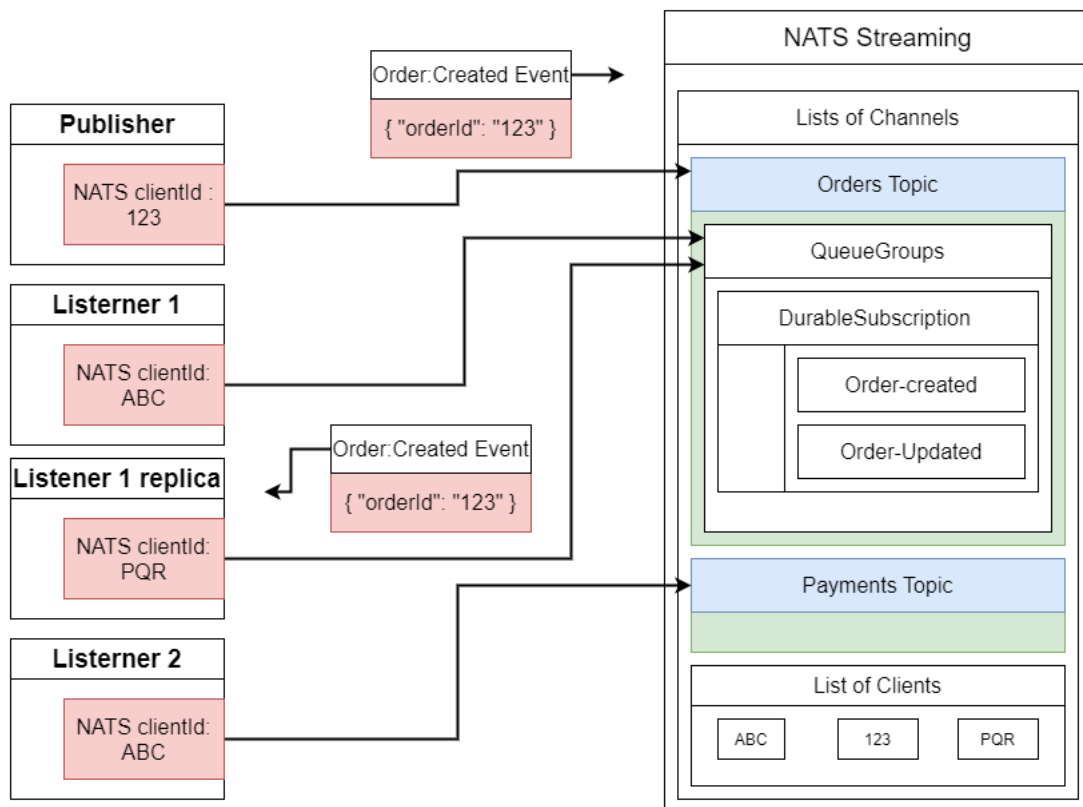 NATS Streaming
Order:Created Event
{ "orderId": "123" }
Lists of Channels
Publisher
NATS clientId :
123
Orders Topic
QueueGroups
Listerner 1
NATS clientId:
ABC
DurableSubscription
Order-created
Order-Updated
Listener 1 replica
NATS clientId:
PQR
Order:Created Event
{ "orderId": "123" }
Payments Topic
Listerner 2
NATS clientId:
ABC
List of Clients
ABC
123
PQR